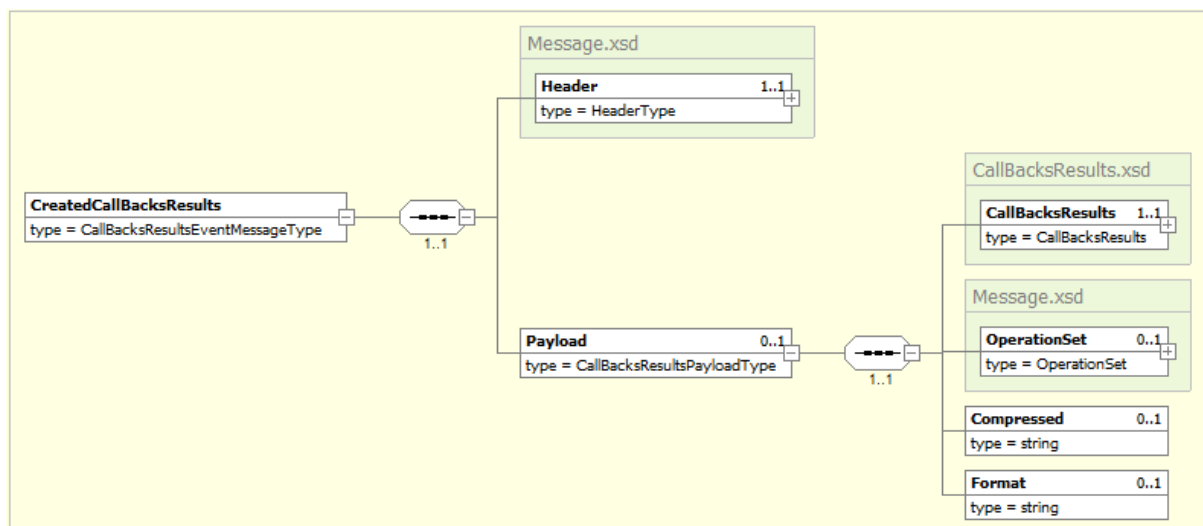 Message.xsd
Header 1..1
type = HeaderType
CallBacksResults.xsd
CreatedCallBacksResults
type = CallBacksResultsEventMessageType
1..1
CallBacksResults 1..1
type = CallBacksResults
Message.xsd
Payload 0..1
type = CallBacksResultsPayloadType
1..1
OperationSet 0..1
type = OperationSet
Compressed 0..1
type = string
Format 0..1
type = string